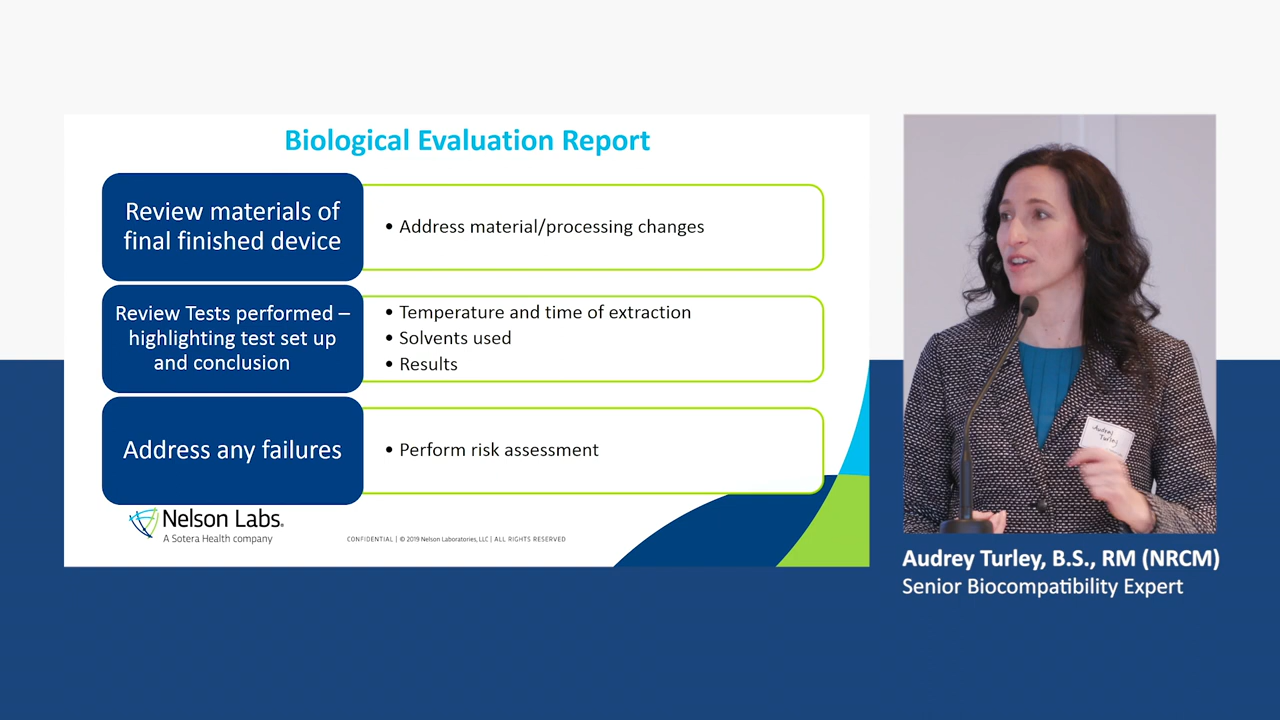 Biological Evaluation Report
Review materials of
final finished device
• Address material/processing changes
Review Tests performed –
highlighting test set up
and conclusion
• Temperature and time of extraction
• Solvents used
• Results
Address any failures
• Perform risk assessment
Nelson Labs.
A Sotera Health company
CONFIDENTIAL | © 2019 Nelson Laboratories, LLC | ALL RIGHTS RESERVED
Audrey
Turley
Audrey Turley, B.S., RM (NRCM)
Senior Biocompatibility Expert